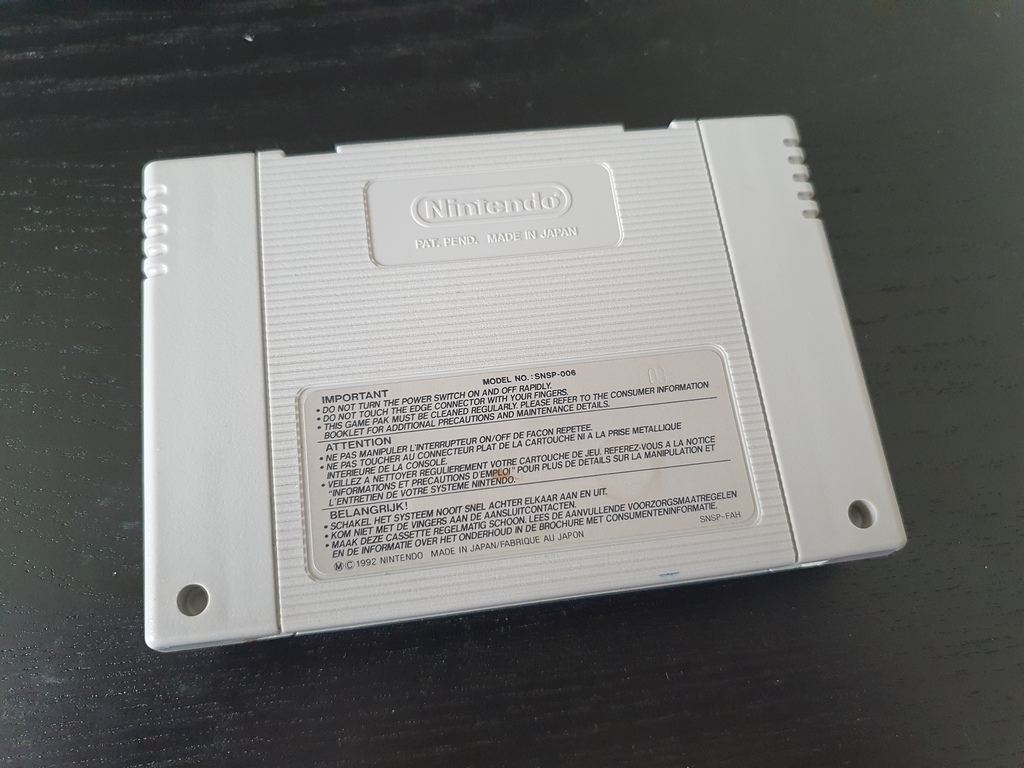 Nintendo®
PAT. PEND. MADE IN JAPAN
MODEL NO.: SNSP-006
IMPORTANT
• DO NOT TURN THE POWER SWITCH ON AND OFF RAPIDLY.
• DO NOT TOUCH THE EDGE CONNECTOR WITH YOUR FINGERS.
• THIS GAME PAK MUST BE CLEANED REGULARLY. PLEASE REFER TO THE CONSUMER INFORMATION
BOOKLET FOR ADDITIONAL PRECAUTIONS AND MAINTENANCE DETAILS.
ATTENTION
• NE PAS MANIPULER L'INTERRUPTEUR ON/OFF DE FACON REPETEE.
• NE PAS TOUCHER AU CONNECTEUR PLAT DE LA CARTOUCHE NI A LA PRISE METALLIQUE
INTERIEURE DE LA CONSOLE.
• VEILLEZ A NETTOYER REGULIEREMENT VOTRE CARTOUCHE DE JEU. REFEREZ-VOUS A LA NOTICE
"INFORMATIONS ET PRECAUTIONS D'EMPLOI" POUR PLUS DE DETAILS SUR LA MANIPULATION ET
L'ENTRETIEN DE VOTRE SYSTEME NINTENDO.
BELANGRIJK!
• SCHAKEL HET SYSTEEM NOOIT SNEL ACHTER ELKAAR AAN EN UIT.
• KOM NIET MET DE VINGERS AAN DE AANSLUITCONTACTEN.
• MAAK DEZE CASSETTE REGELMATIG SCHOON. LEES DE AANVULLENDE VOORZORGSMAATREGELEN
EN DE INFORMATIE OVER HET ONDERHOUD IN DE BROCHURE MET CONSUMENTENINFORMATIE.
Ⓜ © 1992 NINTENDO MADE IN JAPAN/FABRIQUE AU JAPON
SNSP-FAH